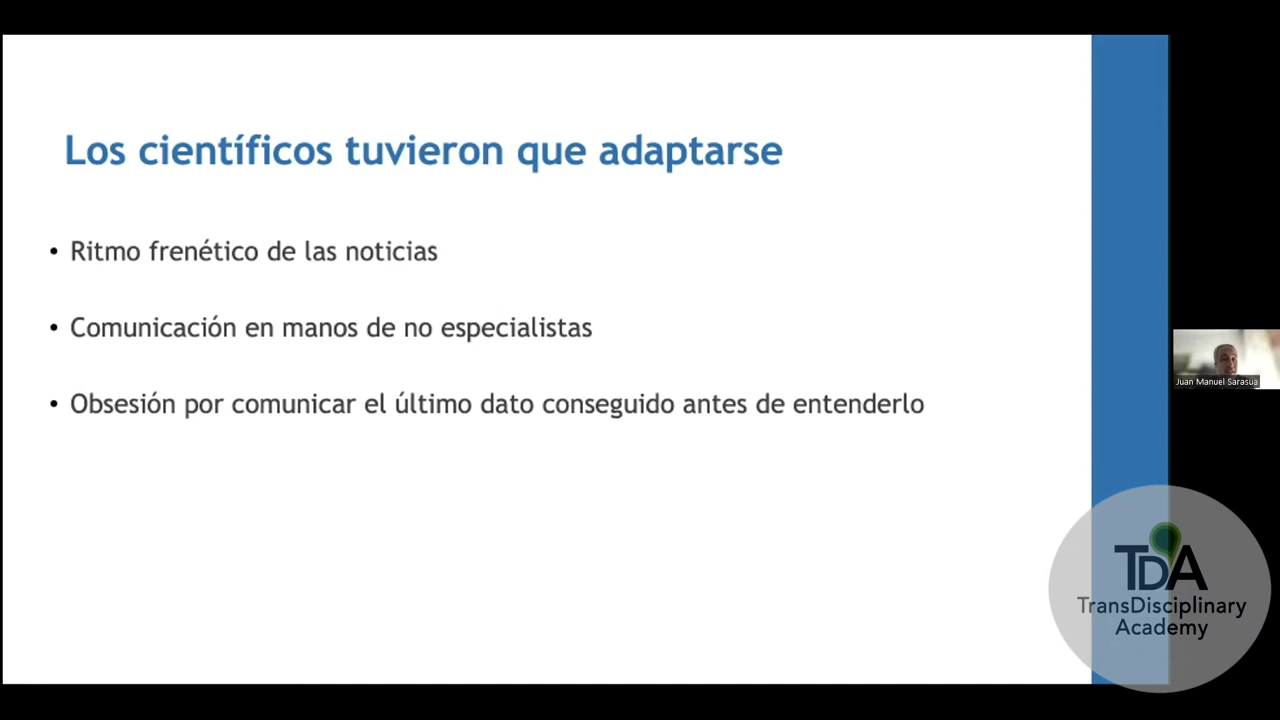 Los científicos tuvieron que adaptarse
• Ritmo frenético de las noticias
• Comunicación en manos de no especialistas
• Obsesión por comunicar el último dato conseguido antes de entenderlo
Juan Manuel Sarasua
TDA
TransDisciplinary
Academy